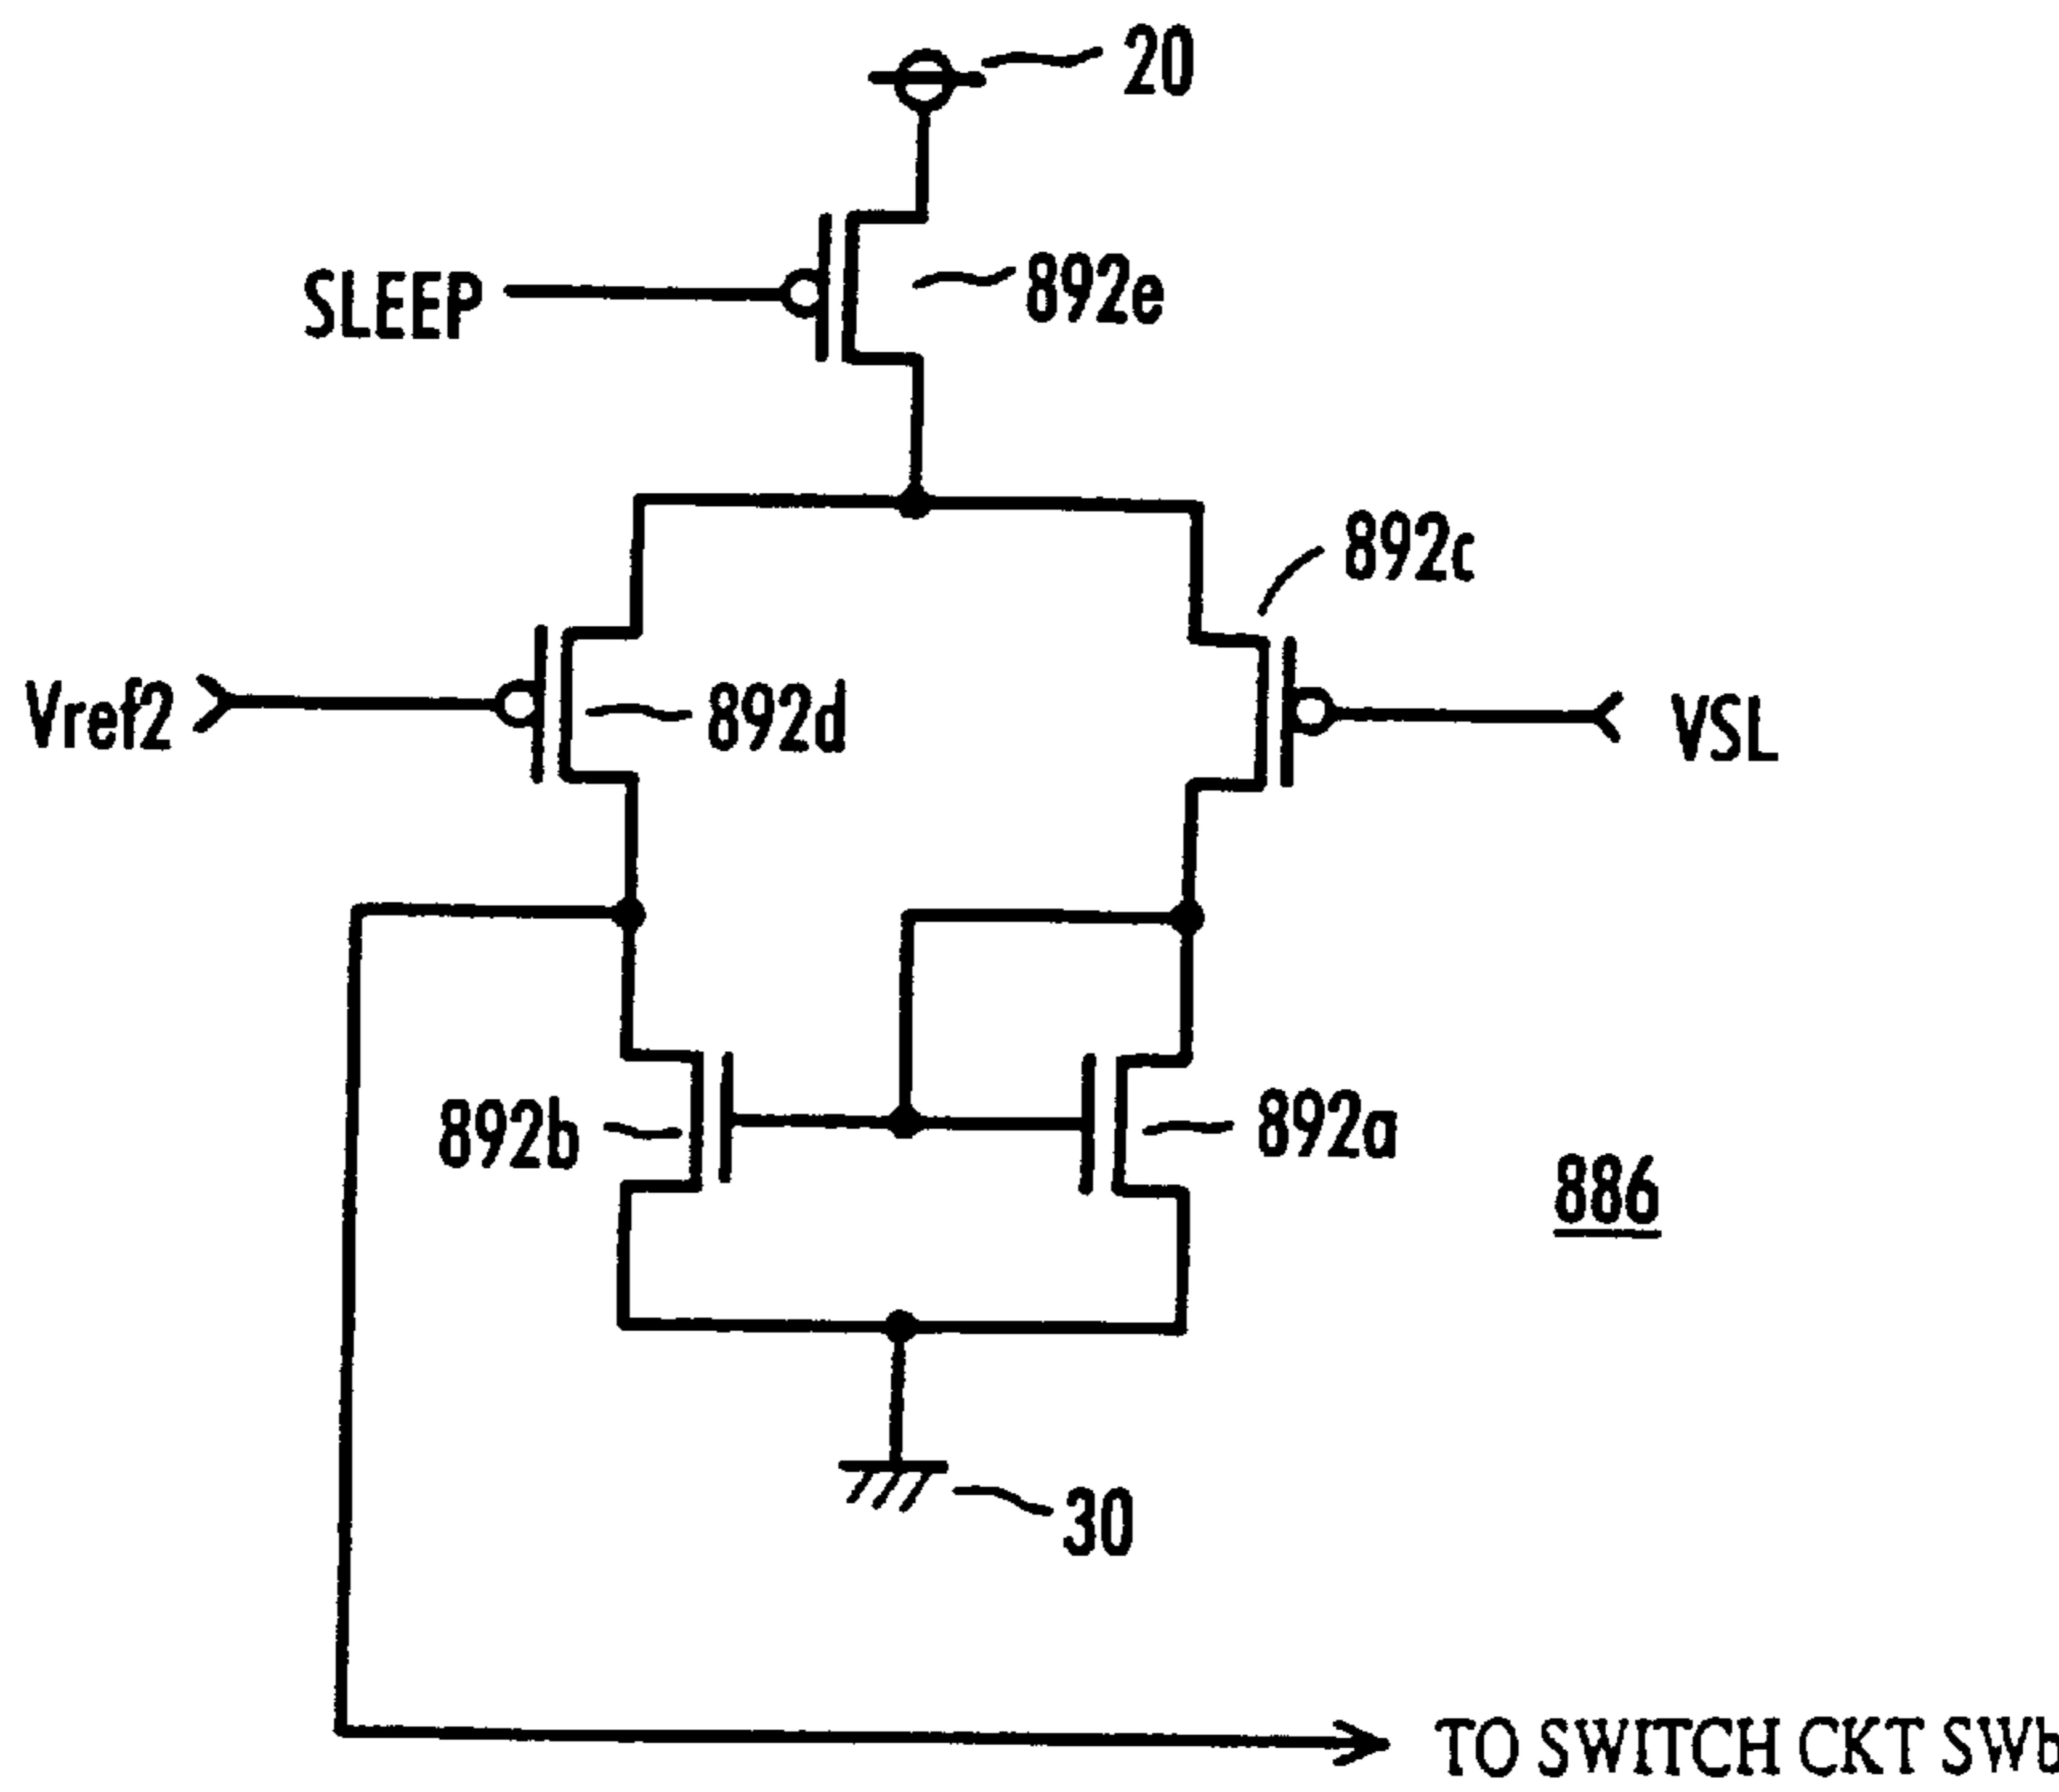 20
SLEEP
892e
892c
Vref2
892d
VSL
892b
892a
886
30
TO SWITCH CKT SWb